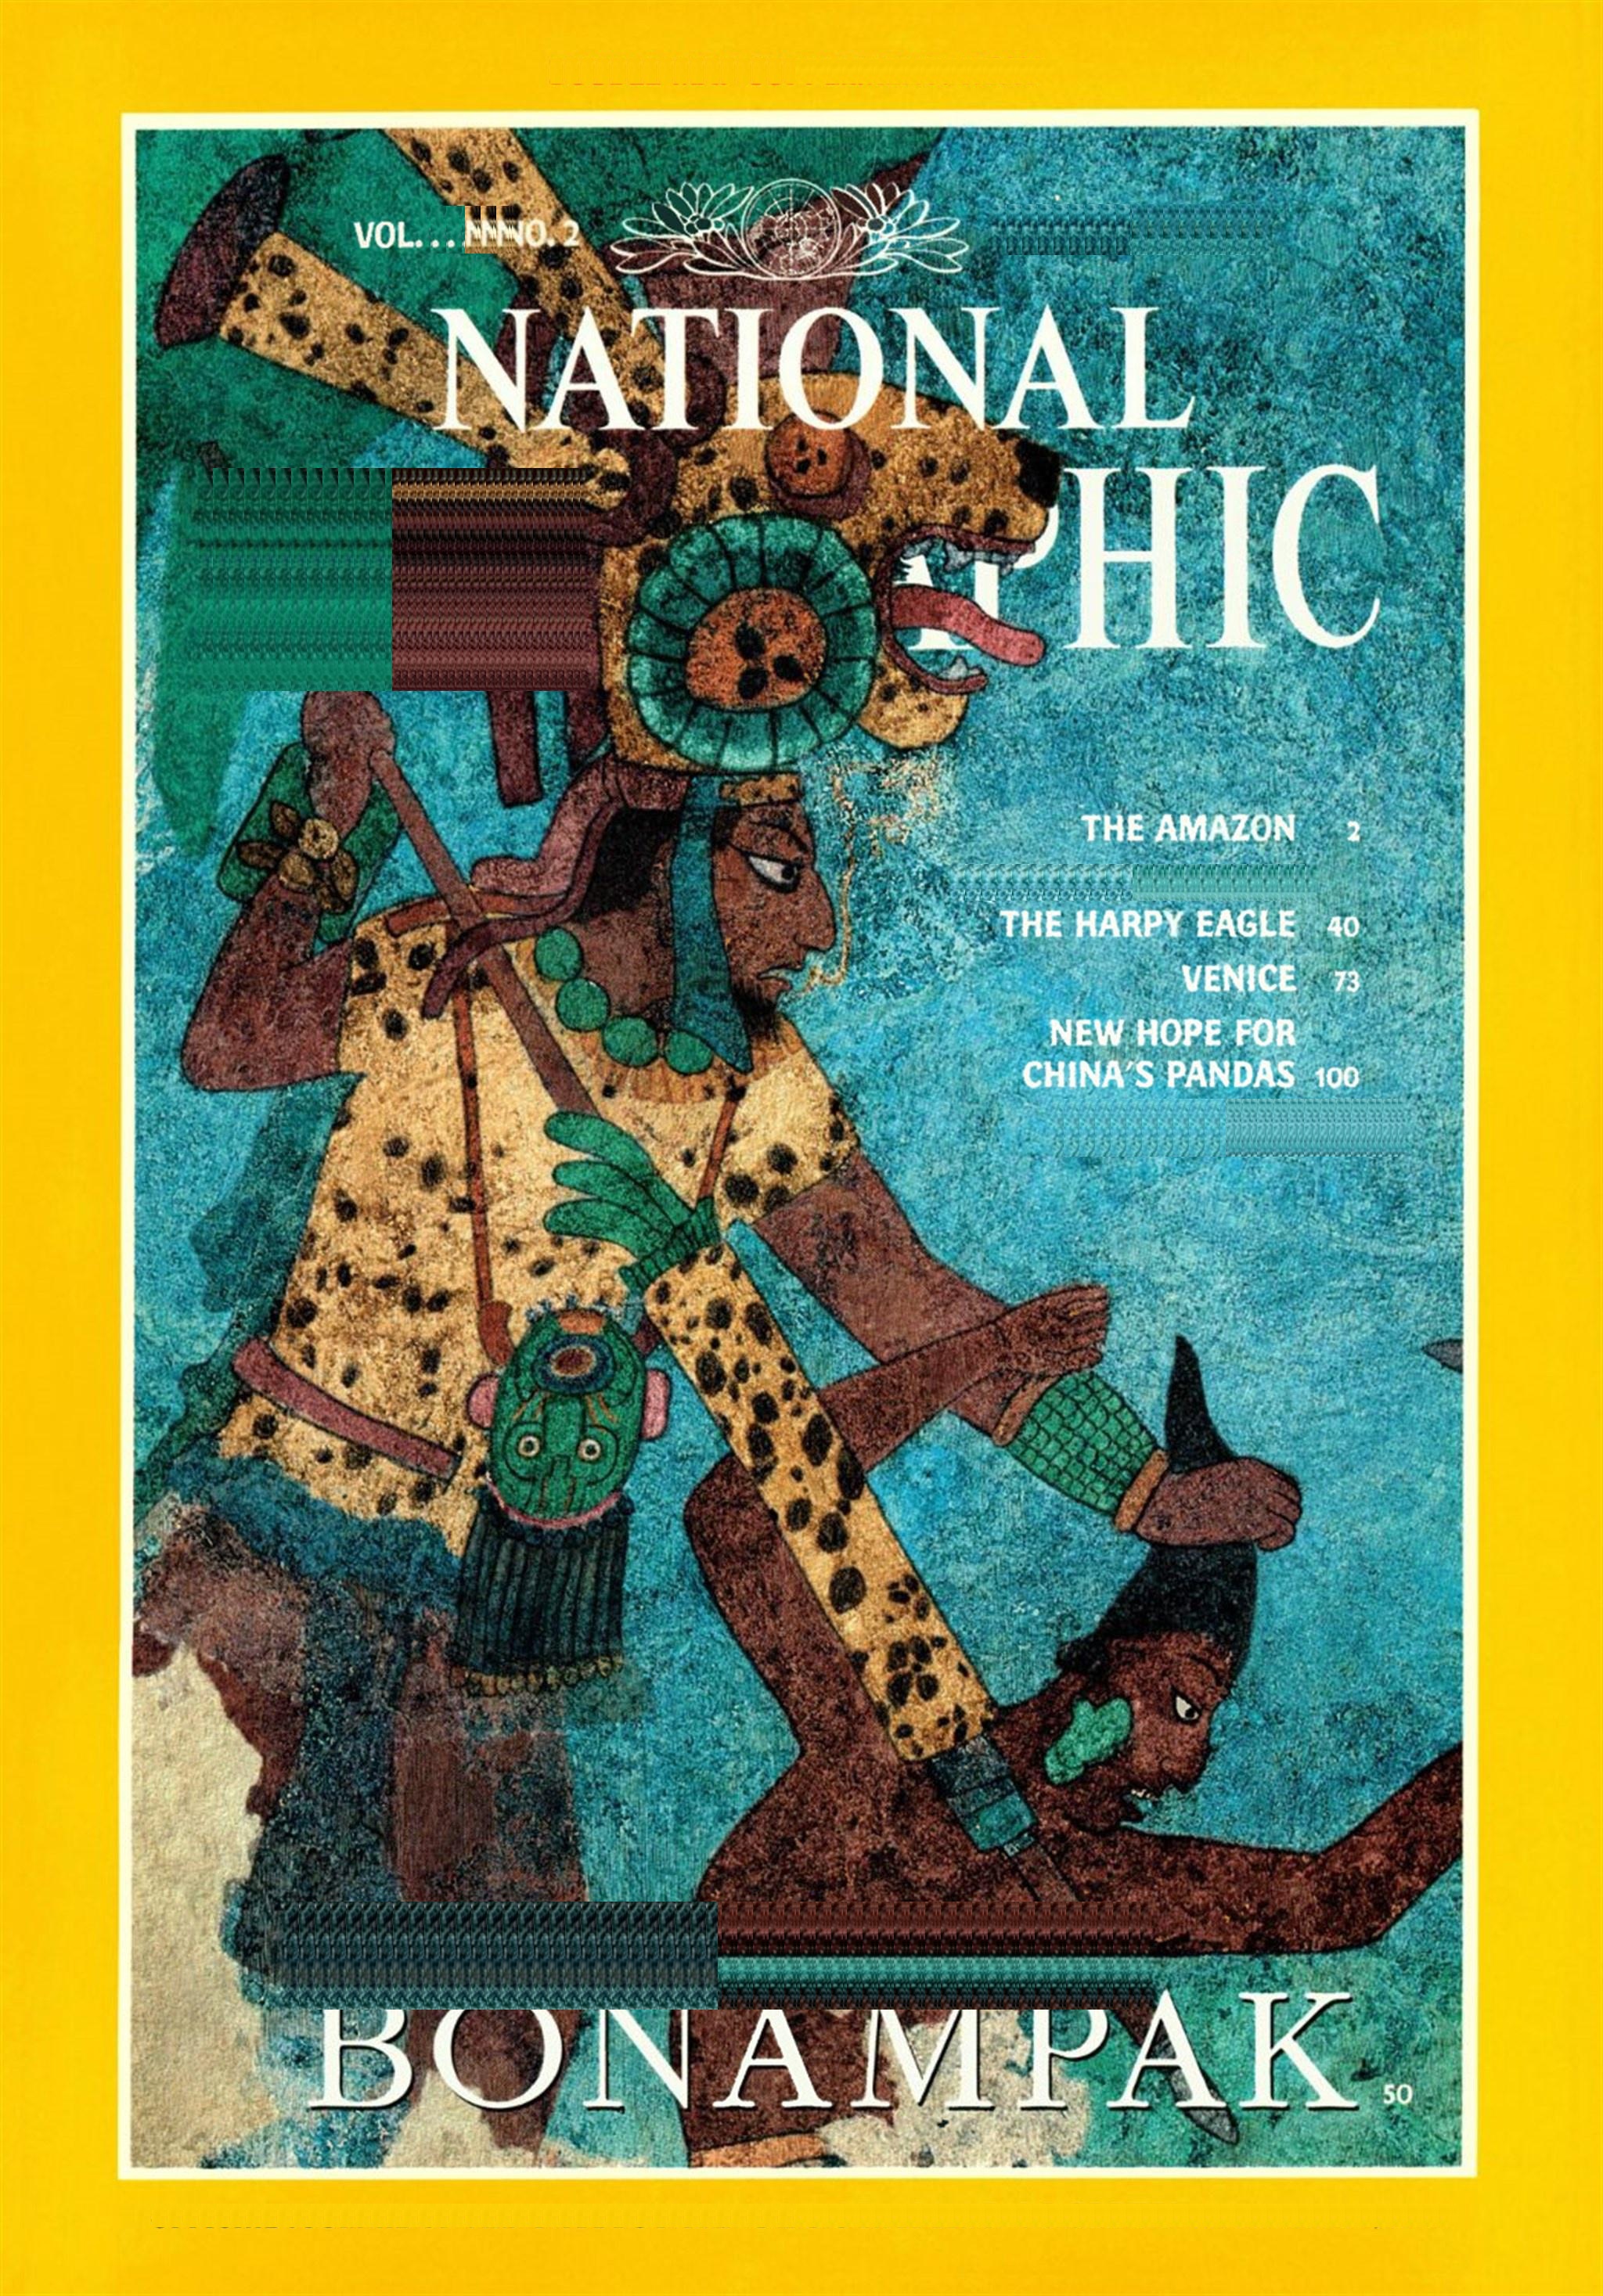 VOL. NO. 2
NATIONAL
PHIC
THE AMAZON 2
THE HARPY EAGLE 40
VENICE 73
NEW HOPE FOR
CHINA'S PANDAS 100
BONAMPAK 50